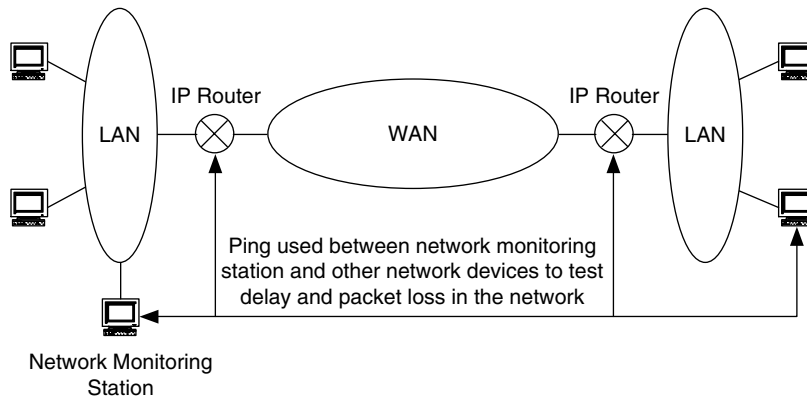 IP Router
IP Router
LAN
WAN
LAN
Ping used between network monitoring
station and other network devices to test
delay and packet loss in the network
Network Monitoring
Station